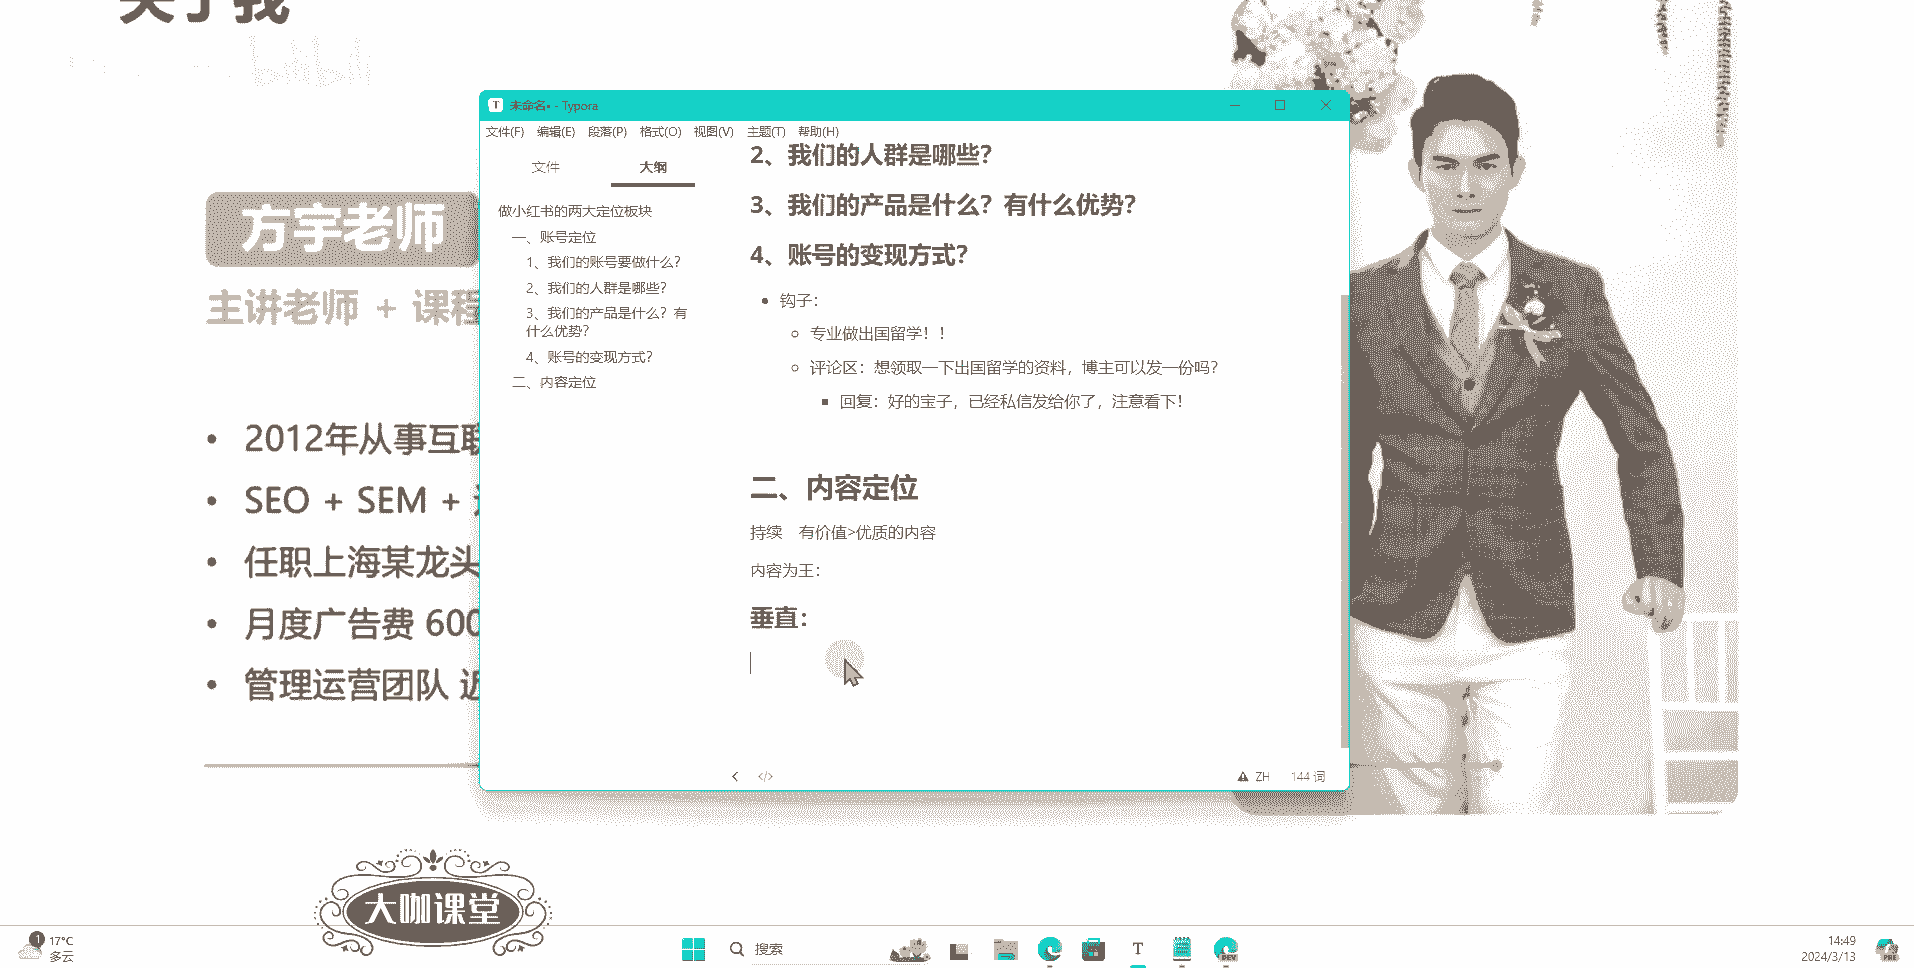 关于我
bilibili
方宇老师
主讲老师 + 课程
2012年从事互联
SEO + SEM +
任职上海某龙头
月度广告费 600
管理运营团队 近
未命名• - Typora
文件(F) 编辑(E) 段落(P) 格式(O) 视图(V) 主题(T) 帮助(H)
文件 大纲
做小红书的两大定位板块
一、账号定位
1、我们的账号要做什么？
2、我们的人群是哪些？
3、我们的产品是什么？有
什么优势？
4、账号的变现方式？
二、内容定位
2、我们的人群是哪些？
3、我们的产品是什么？有什么优势？
4、账号的变现方式？
钩子：
专业做出国留学！！
评论区：想领取一下出国留学的资料，博主可以发一份吗？
回复：好的宝子，已经私信发给你了，注意看下！
二、内容定位
持续 有价值>优质的内容
内容为王：
垂直：
</> ZH 144 词
大咖课堂
1 17°C
多云
搜索
T
DEV
14:49
2024/3/13
PRE